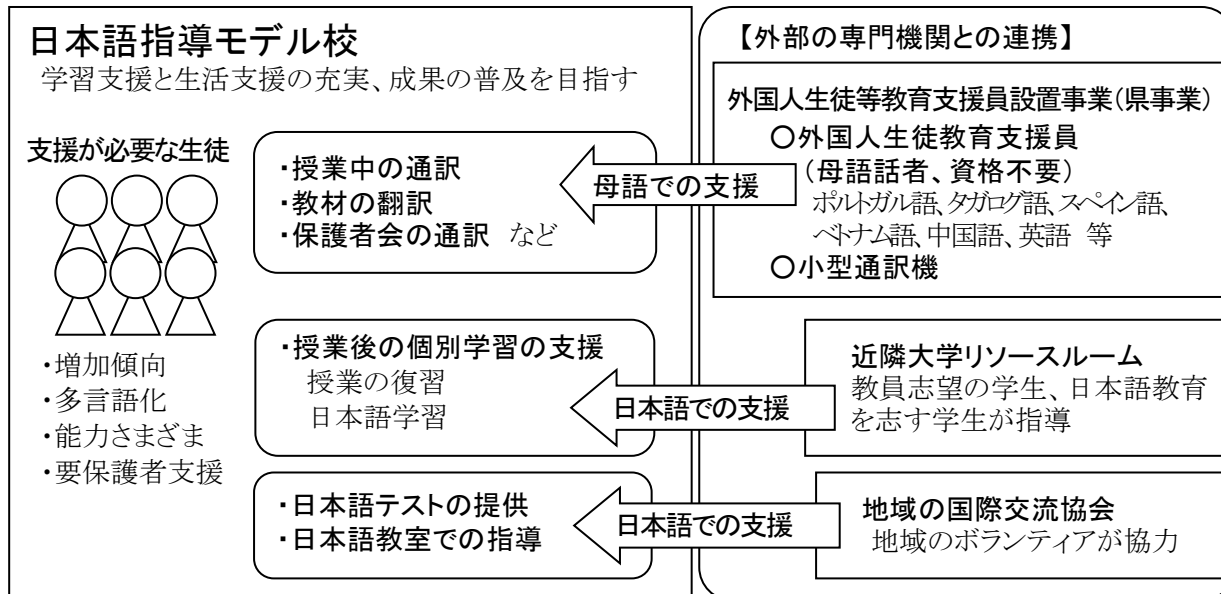 日本語指導モデル校
学習支援と生活支援の充実、成果の普及を目指す
支援が必要な生徒
・増加傾向
・多言語化
・能力さまざま
・要保護者支援
・授業中の通訳
・教材の翻訳
・保護者会の通訳 など
母語での支援
・授業後の個別学習の支援
授業の復習
日本語学習
日本語での支援
・日本語テストの提供
・日本語教室での指導
日本語での支援
【外部の専門機関との連携】
外国人生徒等教育支援員設置事業(県事業)
○外国人生徒教育支援員
(母語話者、資格不要)
ポルトガル語、タガログ語、スペイン語、
ベトナム語、中国語、英語 等
○小型通訳機
近隣大学リソースルーム
教員志望の学生、日本語教育
を志す学生が指導
地域の国際交流協会
地域のボランティアが協力